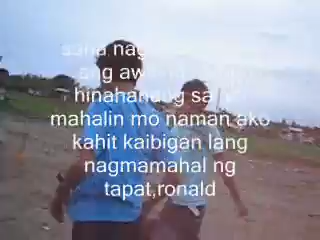 sana nag
ang
hinahandog sa
mahalin mo naman ako
kahit kaibigan lang
nagmamahal ng
tapat,ronald